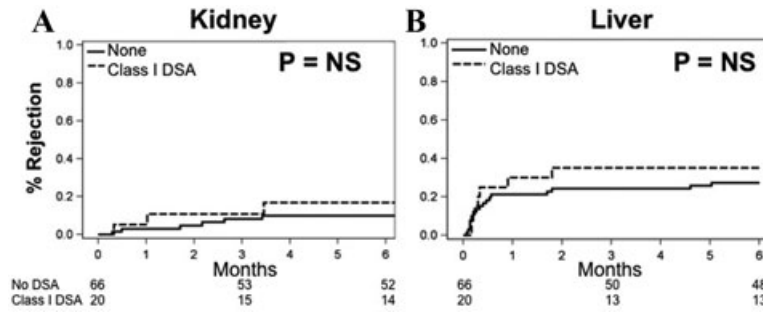 A Kidney
% Rejection
1.0
0.8
0.6
0.4
0.2
0.0
None
Class I DSA
P = NS
0 1 2 3 4 5 6
Months
No DSA 66 53 52
Class I DSA 20 15 14
B Liver
1.0
0.8
0.6
0.4
0.2
0.0
None
Class I DSA
P = NS
0 1 2 3 4 5 6
Months
66 50 48
20 13 13